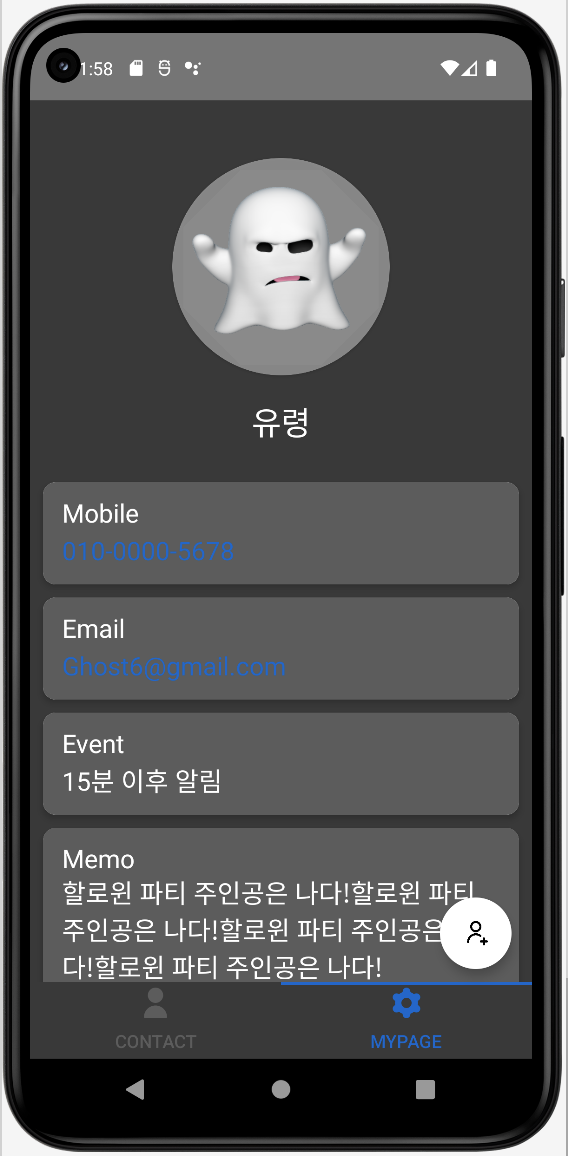 1:58
유령
Mobile
010-0000-5678
Email
Ghost6@gmail.com
Event
15분 이후 알림
Memo
할로윈 파티 주인공은 나다!할로윈 파티
주인공은 나다!할로윈 파티 주인공은
다!할로윈 파티 주인공은 나다!
CONTACT
MYPAGE